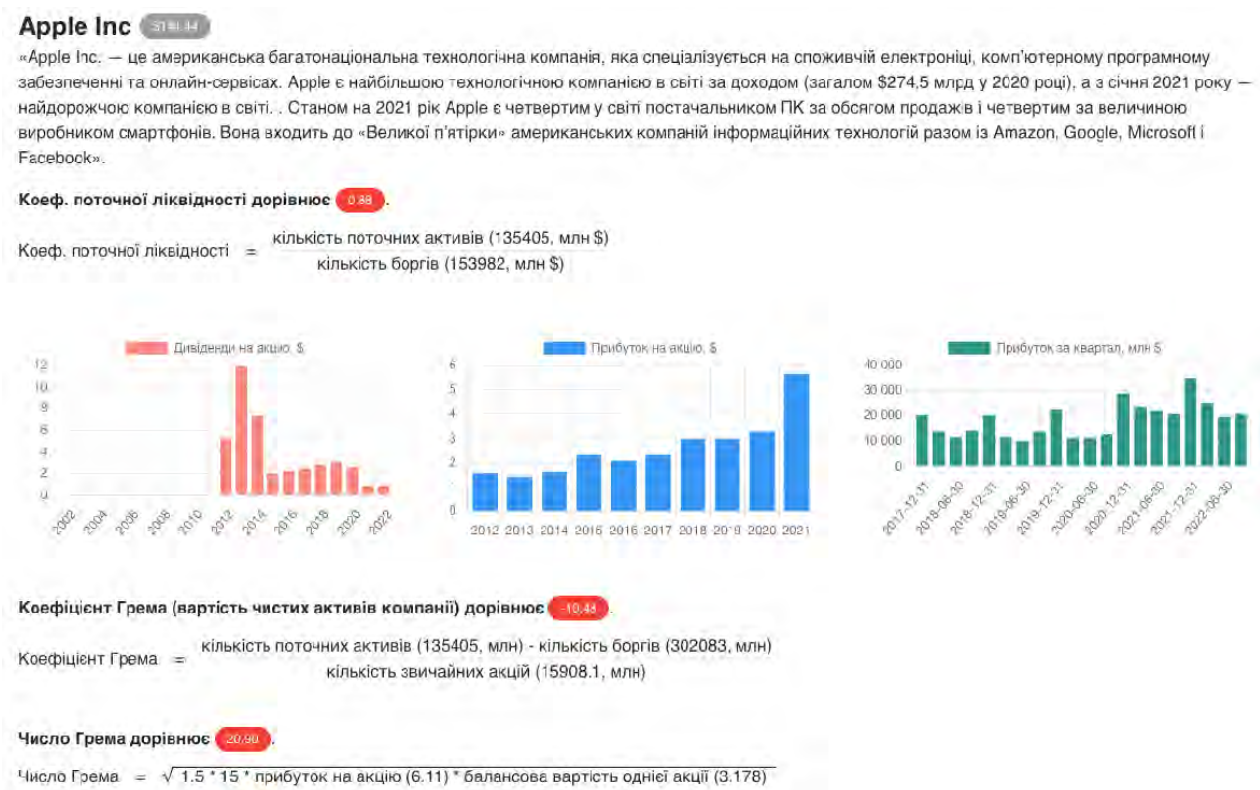 Apple Inc
«Apple Inc. — це американська багатонаціональна технологічна компанія, яка спеціалізується на споживчій електроніці, комп'ютерному програмному
забезпеченні та онлайн-сервісах. Apple є найбільшою технологічною компанією в світі за доходом (загалом $274,5 млрд у 2020 році), а з січня 2021 року —
найдорожчою компанією в світі. . Станом на 2021 рік Apple є четвертим у світі постачальником ПК за обсягом продажів і четвертим за величиною
виробником смартфонів. Вона входить до «Великої п'ятірки» американських компаній інформаційних технологій разом із Amazon, Google, Microsoft і
Facebook».
Коеф. поточної ліквідності дорівнює 0.88 .
Коеф. поточної ліквідності = кількість поточних активів (135405, млн $)
кількість боргів (153982, млн $)
Дивіденди на акцію, $
12
10
8
6
4
2
0
2002 2004 2006 2008 2010 2012 2014 2016 2018 2020 2022
Прибуток на акцію, $
6
5
4
3
2
0
2012 2013 2014 2016 2016 2017 2018 2019 2020 2021
Прибуток за квартал, млн $
40 000
30 000
20 000
10 000
0
2017-12-31 2018-06-30 2018-12-31 2019-06-30 2019-12-31 2020-06-30 2020-12-31 2021-06-30 2021-12-31 2022-06-30
Коефіцієнт Грема (вартість чистих активів компанії) дорівнює -10.48 .
Коефіцієнт Грема = кількість поточних активів (135405, млн) - кількість боргів (302083, млн)
кількість звичайних акцій (15908.1, млн)
Число Грема дорівнює 20.90 .
Число Грема = √ 1.5 * 15 * прибуток на акцію (6.11) * балансова вартість однієї акції (3.178)